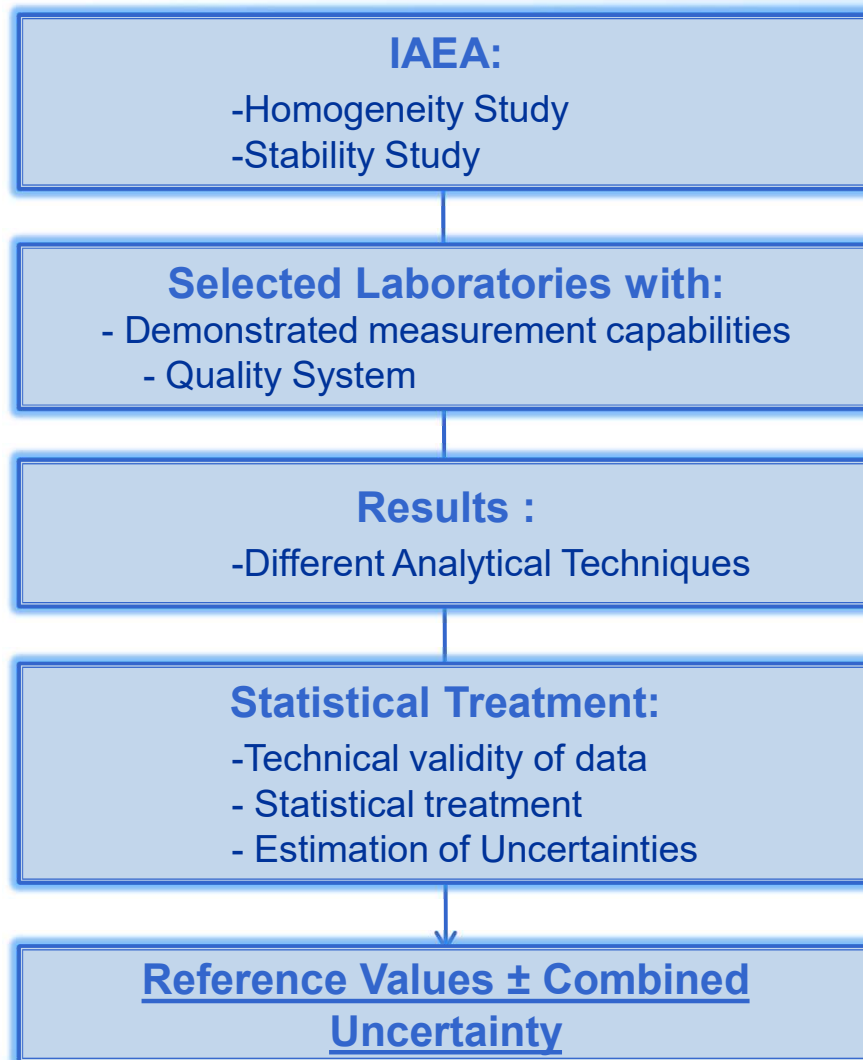 IAEA:
-Homogeneity Study
-Stability Study
Selected Laboratories with:
- Demonstrated measurement capabilities
- Quality System
Results :
-Different Analytical Techniques
Statistical Treatment:
-Technical validity of data
- Statistical treatment
- Estimation of Uncertainties
Reference Values ± Combined
Uncertainty